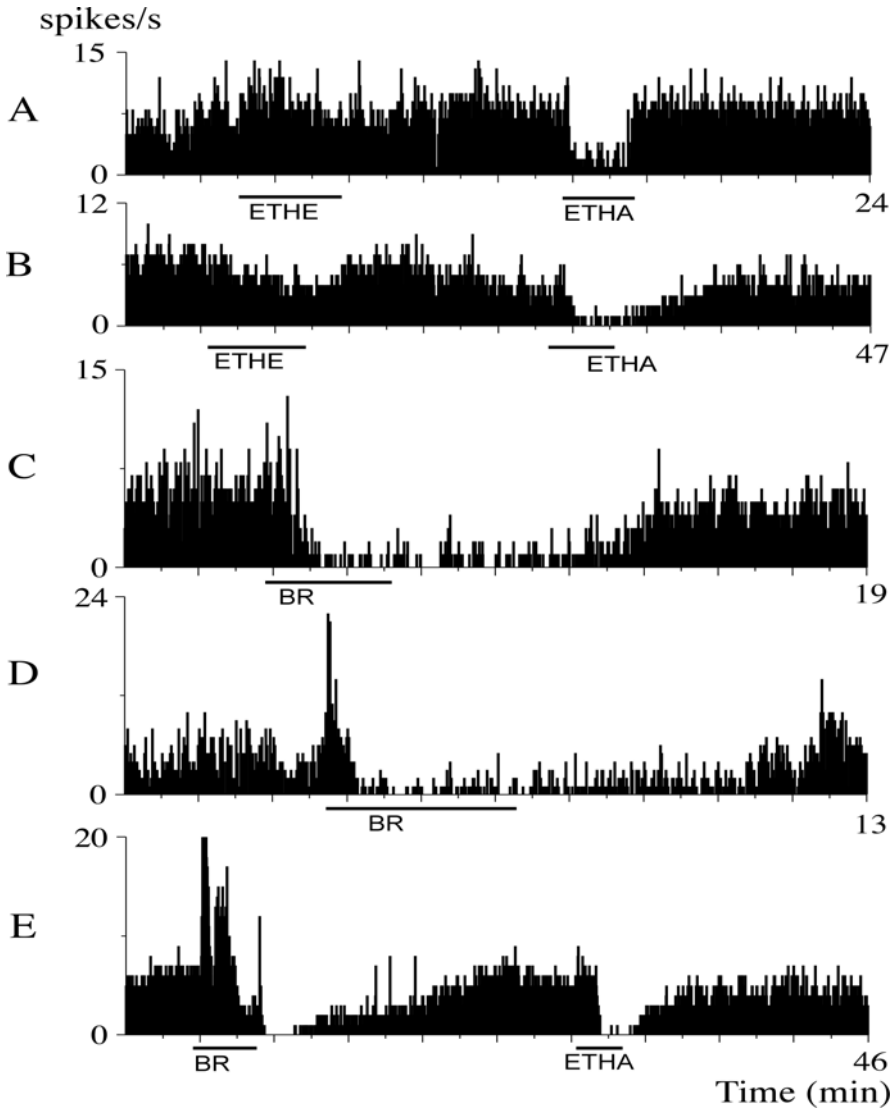 spikes/s
15
A
0
ETHE ETHA 24
12
B
0
ETHE ETHA 47
15
C
0
BR 19
24
D
0
BR 13
20
E
0
BR ETHA 46
Time (min)